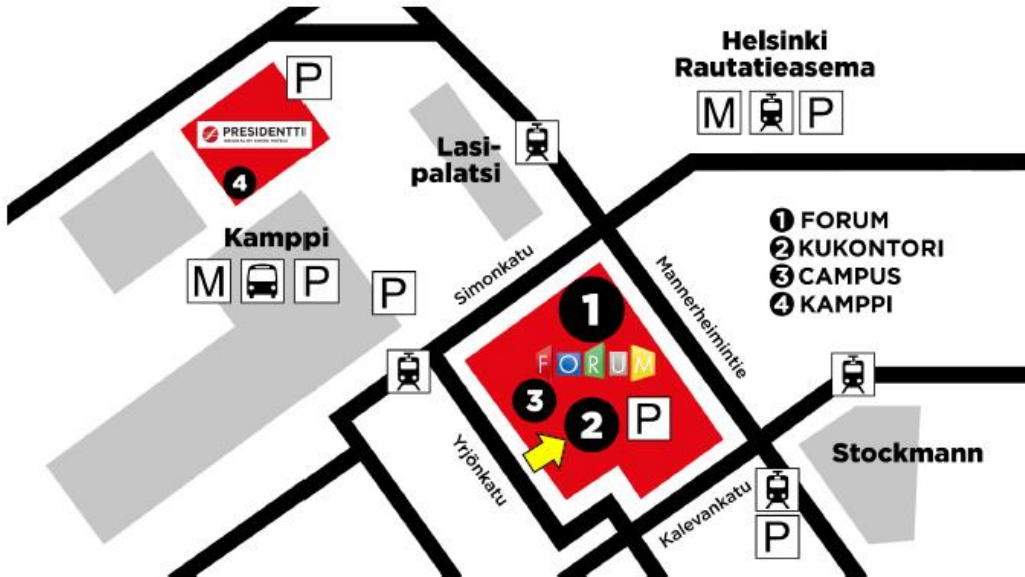 P
PRESIDENTTI
4
Lasi-
palatsi
Helsinki
Rautatieasema
M P
Kamppi
M P
P
Simonkatu
Mannerheimintie
1 FORUM
2 KUKONTORI
3 CAMPUS
4 KAMPPI
1
FORUM
3
2
P
Yrjönkatu
Kalevankatu
Stockmann
P